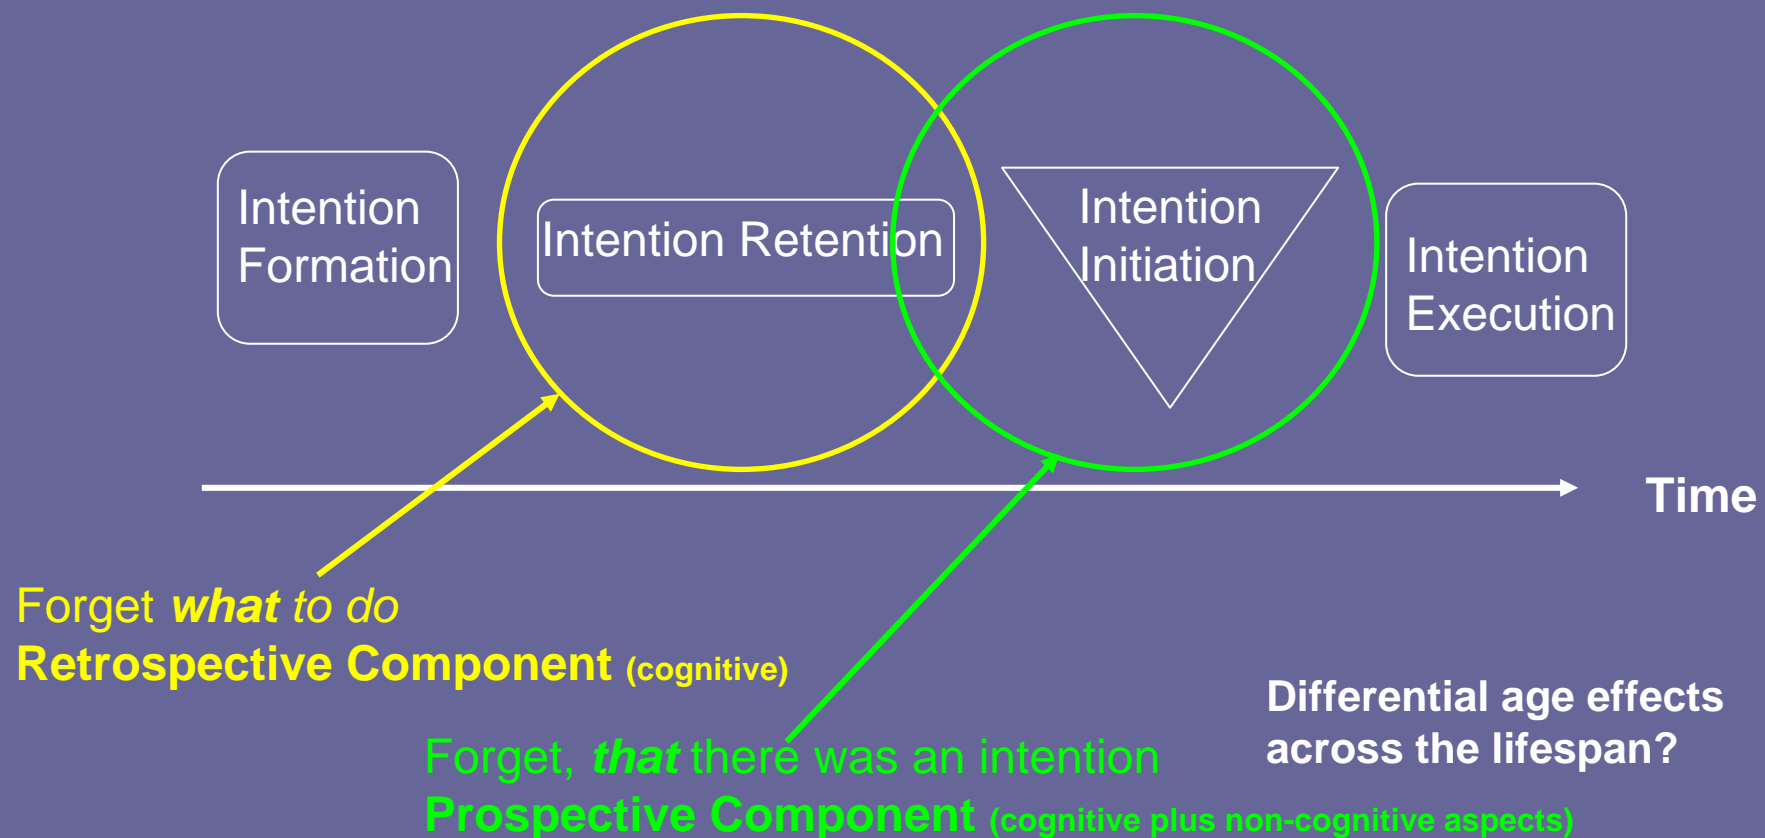 Intention
Formation
Intention Retention
Intention
Initiation
Intention
Execution
Time
Forget what to do
Retrospective Component (cognitive)
Forget, that there was an intention
Prospective Component (cognitive plus non-cognitive aspects)
Differential age effects
across the lifespan?